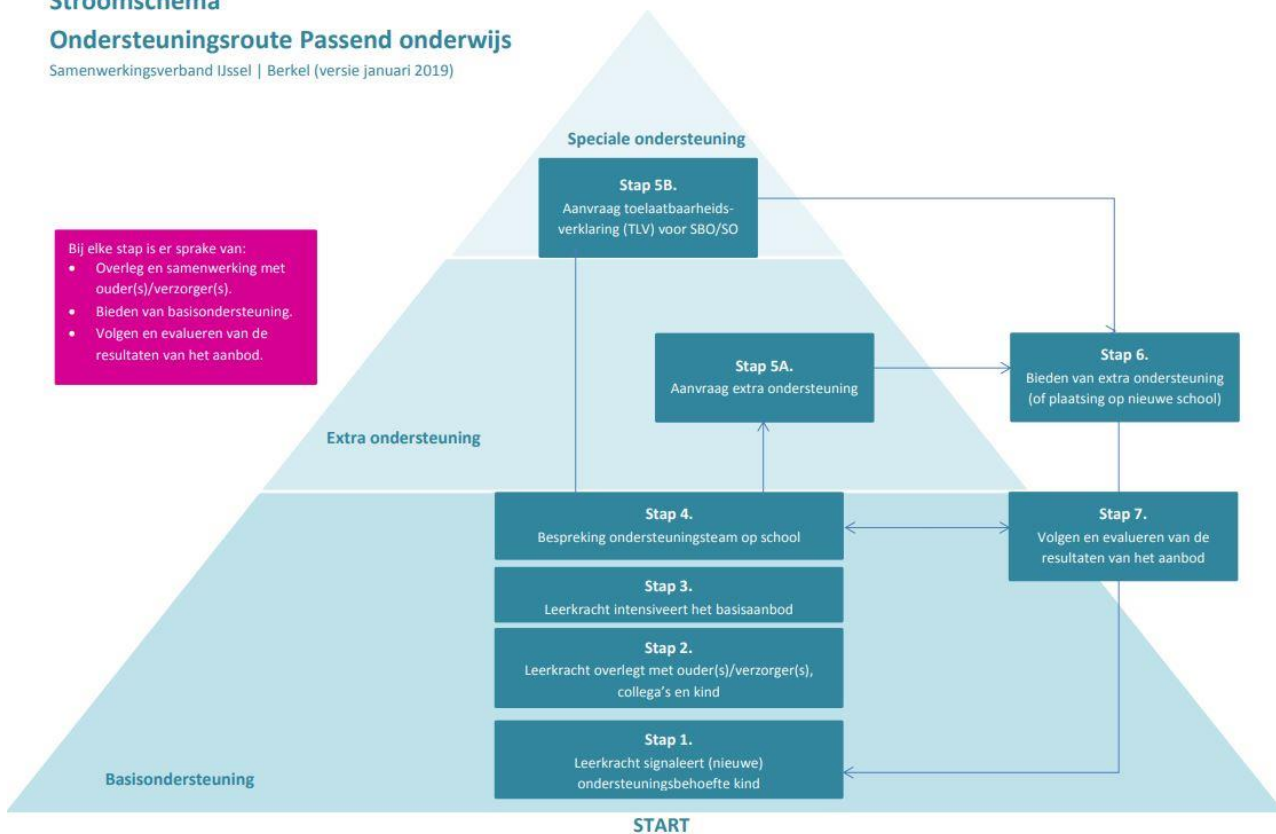 Stroomschema
Ondersteuningsroute Passend onderwijs
Samenwerkingsverband IJssel | Berkel (versie januari 2019)
Speciale ondersteuning
Stap 5B.
Aanvraag toelaatbaarheids-
verklaring (TLV) voor SBO/SO
Bij elke stap is er sprake van:
• Overleg en samenwerking met
ouder(s)/verzorger(s).
• Bieden van basisondersteuning.
• Volgen en evalueren van de
resultaten van het aanbod.
Stap 5A.
Aanvraag extra ondersteuning
Stap 6.
Bieden van extra ondersteuning
(of plaatsing op nieuwe school)
Extra ondersteuning
Stap 4.
Bespreking ondersteuningsteam op school
Stap 7.
Volgen en evalueren van de
resultaten van het aanbod
Stap 3.
Leerkracht intensiveert het basisaanbod
Stap 2.
Leerkracht overlegt met ouder(s)/verzorger(s),
collega's en kind
Stap 1.
Leerkracht signaleert (nieuwe)
ondersteuningsbehoefte kind
Basisondersteuning
START